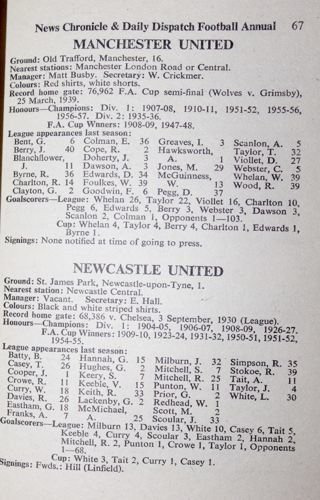 News Chronicle & Daily Dispatch Football Annual 67
MANCHESTER UNITED
Ground: Old Trafford, Manchester, 16.
Nearest stations: Manchester London Road or Central.
Manager: Matt Busby. Secretary: W. Crickmer.
Colours: Red shirts, white shorts.
Record home gate: 76,962 F.A. Cup semi-final (Wolves v. Grimsby),
25 March, 1939.
Honours—Champions: Div. 1: 1907-08, 1910-11, 1951-52, 1955-56,
1956-57. Div. 2: 1935-36.
F.A. Cup Winners: 1908-09, 1947-48.
League appearances last season:
Bent, G. 6 Colman, E. 36 Greaves, I. 3 Scanlon, A. 5
Berry, J. 40 Cope, R. 2 Hawksworth, Taylor, T. 32
Blanchflower, Doherty, J. 3 A. 1 Viollet, D. 27
J. 11 Dawson, A. 3 Jones, M. 29 Webster, C. 5
Byrne, R. 36 Edwards, D. 34 McGuinness, Whelan, W. 39
Charlton, R. 14 Foulkes, W. 39 W. 13 Wood, R. 39
Clayton, G. 2 Goodwin, F. 6 Pegg, D. 37
Goalscorers—League: Whelan 26, Taylor 22, Viollet 16, Charlton 10,
Pegg 6, Edwards 5, Berry 3, Webster 3, Dawson 3,
Scanlon 2, Colman 1, Opponents 1—103.
Cup: Whelan 4, Taylor 4, Berry 4, Charlton 1, Edwards 1,
Byrne 1.
Signings: None notified at time of going to press.
NEWCASTLE UNITED
Ground: St. James Park, Newcastle-upon-Tyne, 1.
Nearest station: Newcastle Central.
Manager: Vacant. Secretary: E. Hall.
Colours: Black and white striped shirts.
Record home gate: 68,386 v. Chelsea, 3 September, 1930 (League).
Honours—Champions: Div. 1: 1904-05, 1906-07, 1908-09, 1926-27.
F.A. Cup Winners: 1909-10, 1923-24, 1931-32, 1950-51, 1951-52,
1954-55.
League appearances last season:
Batty, B. 24 Hannah, G. 15 Milburn, J. 32 Simpson, R. 35
Casey, T. 26 Hughes, G. 2 Mitchell, S. 7 Stokoe, R. 39
Cooper, J. 1 Keery, S. 7 Mitchell, R. 25 Tait, A. 11
Crowe, R. 11 Keeble, V. 15 Punton, W. 11 Taylor, J. 4
Curry, W. 18 Keith, R. 33 Prior, G. 2 White, L. 30
Davies, R. 26 Lackenby, G. 2 Redhead, W. 1
Eastham, G. 18 McMichael, Scott, M. 2
Franks, A. 7 A. 25 Scoular, J. 33
Goalscorers—League: Milburn 13, Davies 13, White 10, Casey 6, Tait 5,
Keeble 4, Curry 4, Scoular 3, Eastham 2, Hannah 2,
Mitchell, R. 2, Punton 1, Crowe 1, Taylor 1, Opponents
1—68.
Cup: White 3, Tait 2, Curry 1, Casey 1.
Signings: Fwds.: Hill (Linfield).